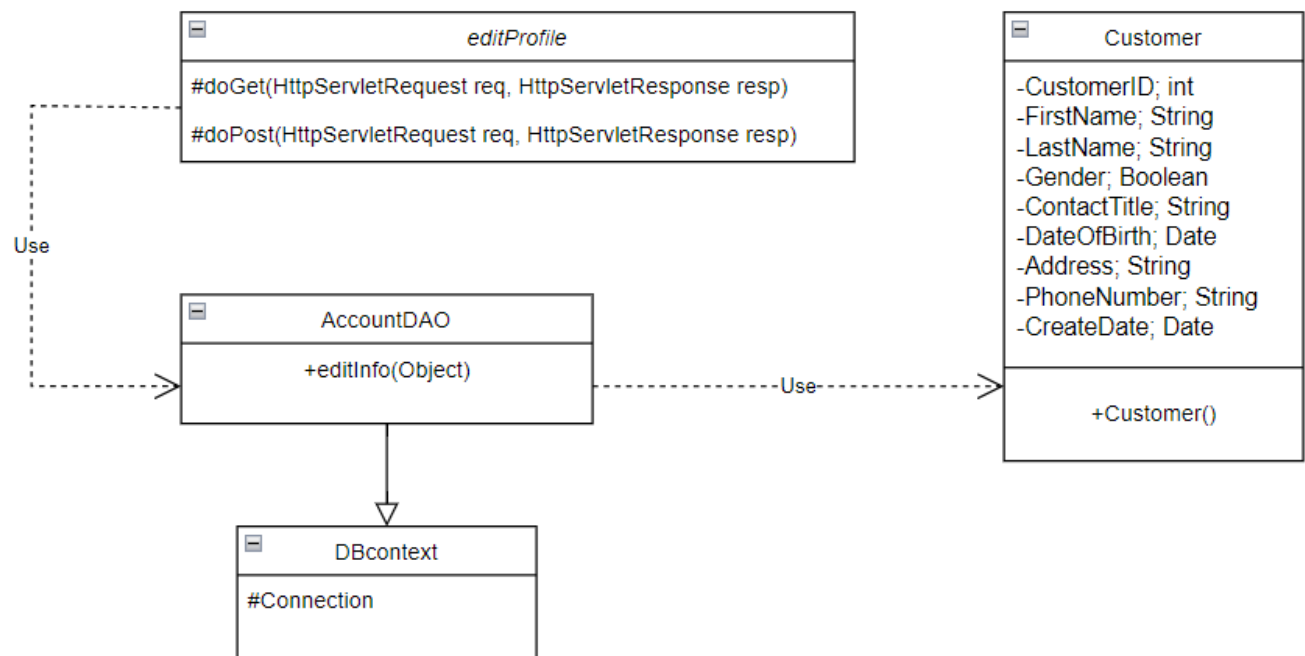 editProfile
#doGet(HttpServletRequest req, HttpServletResponse resp)
#doPost(HttpServletRequest req, HttpServletResponse resp)
Customer
-CustomerID; int
-FirstName; String
-LastName; String
-Gender; Boolean
-ContactTitle; String
-DateOfBirth; Date
-Address; String
-PhoneNumber; String
-CreateDate; Date
+Customer()
Use
AccountDAO
+editInfo(Object)
Use
DBcontext
#Connection